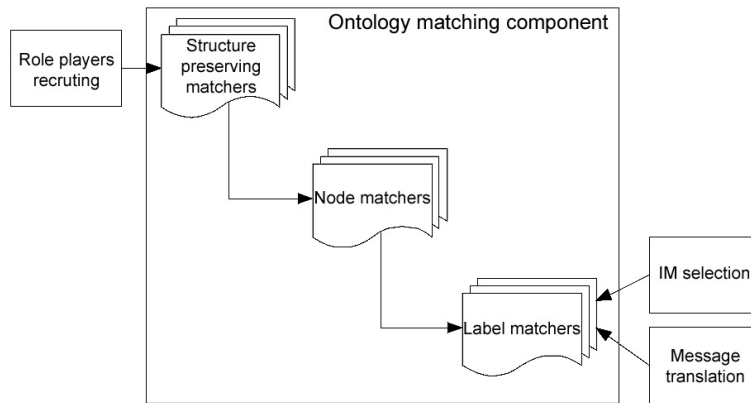 Ontology matching component
Role players
recruting
Structure
preserving
matchers
Node matchers
Label matchers
IM selection
Message
translation